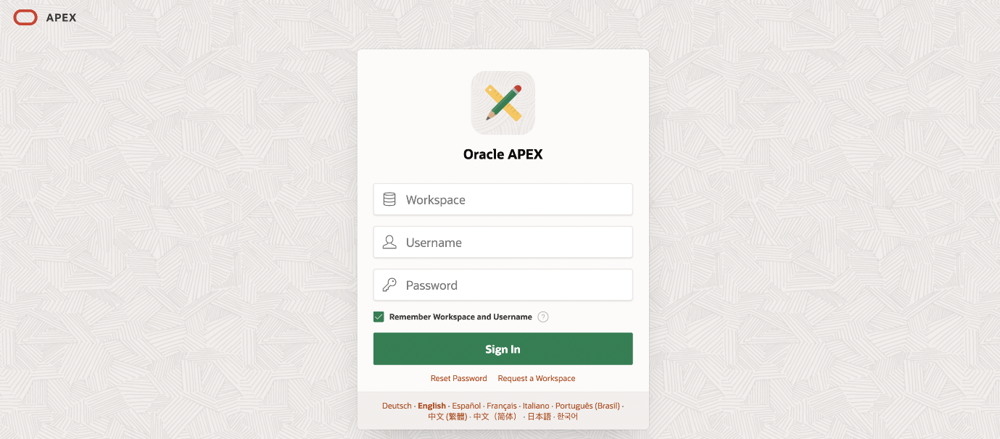 APEX
Oracle APEX
Workspace
Username
Password
Remember Workspace and Username ?
Sign In
Reset Password Request a Workspace
Deutsch · English · Español · Français · Italiano · Português (Brasil) ·
中文 (繁體) · 中文（简体） · 日本語 · 한국어